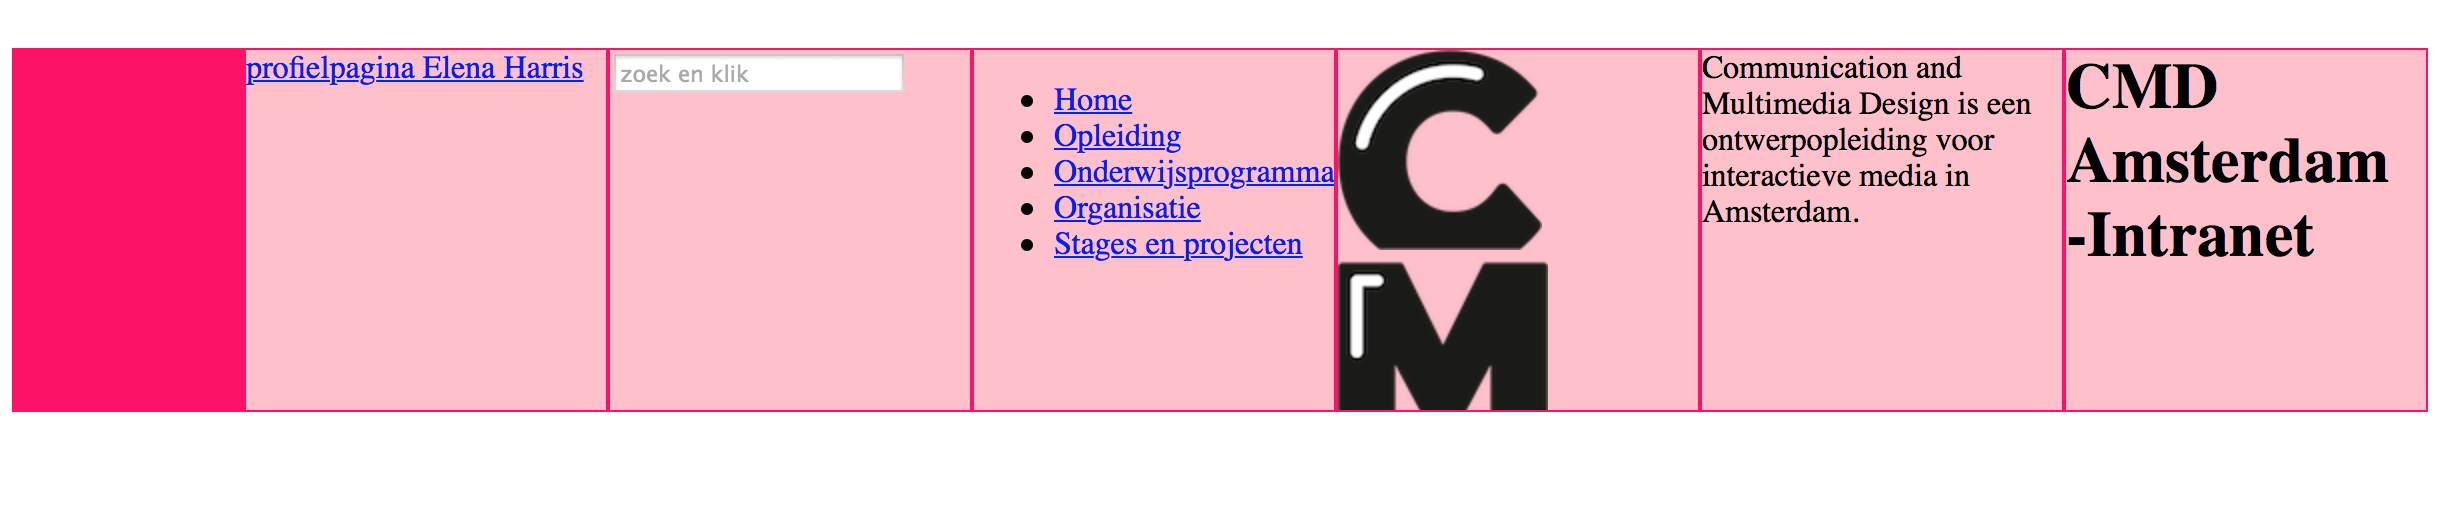 profielpagina Elena Harris
zoek en klik
Home
Opleiding
Onderwijsprogramma
Organisatie
Stages en projecten
C
M
Communication and
Multimedia Design is een
ontwerpopleiding voor
interactieve media in
Amsterdam.
CMD
Amsterdam
-Intranet